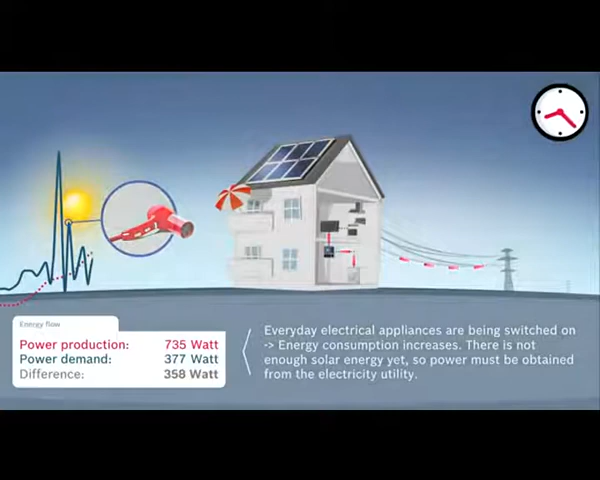 Energy flow
Power production: 735 Watt
Power demand: 377 Watt
Difference: 358 Watt
Everyday electrical appliances are being switched on
-> Energy consumption increases. There is not
enough solar energy yet, so power must be obtained
from the electricity utility.